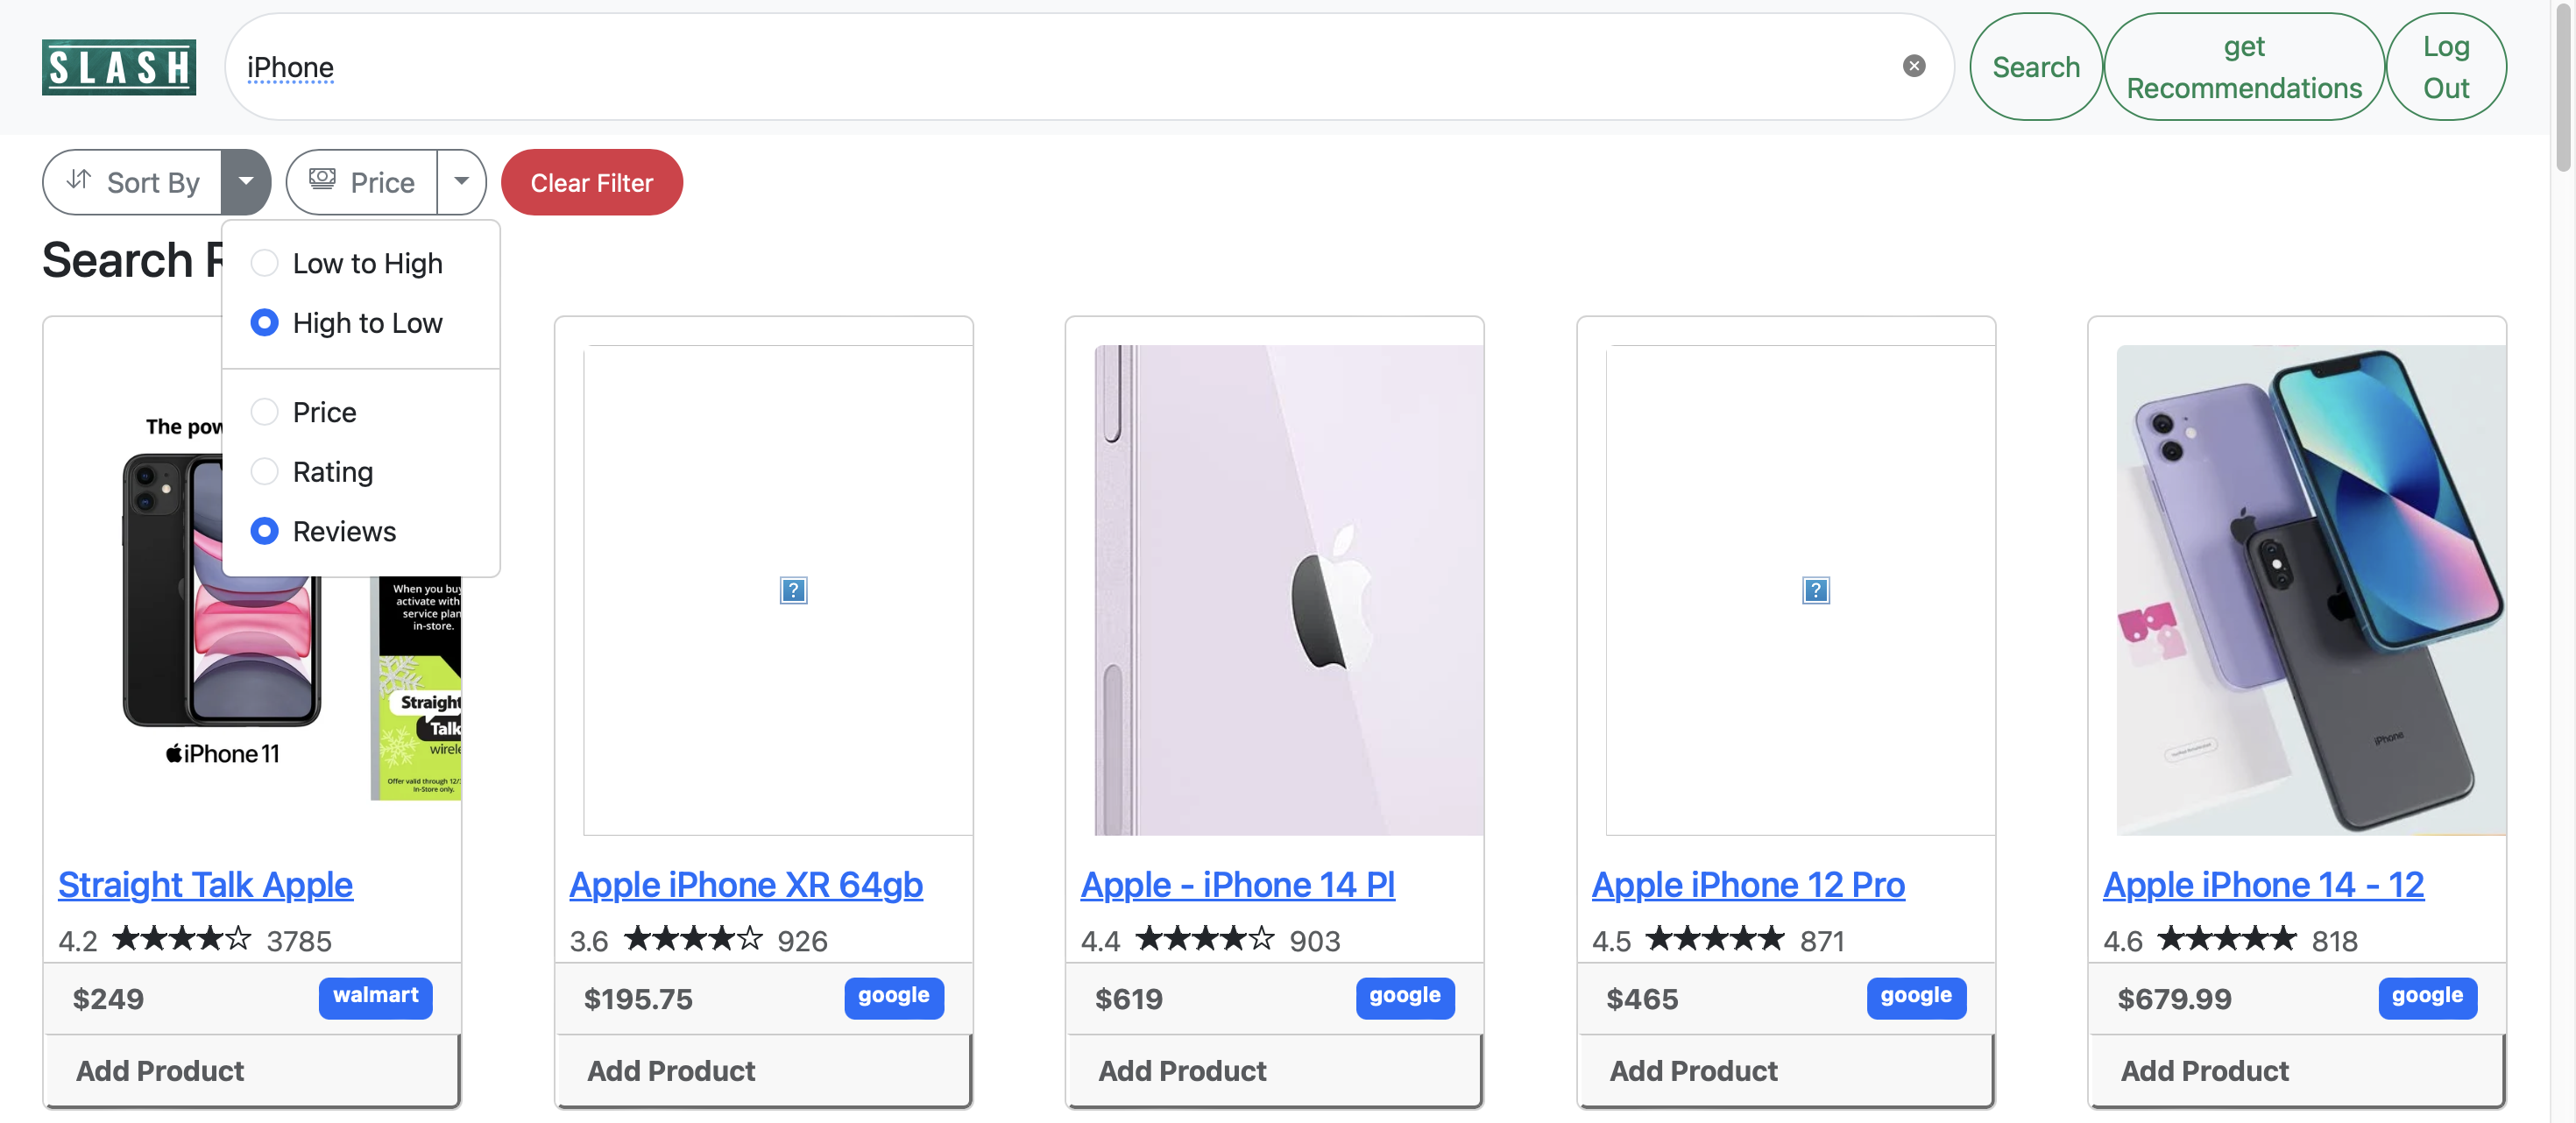 SLASH
iPhone
Search
get
Recommendations
Log
Out
Sort By
Price
Clear Filter
Search
Low to High
High to Low
Price
Rating
Reviews
The pow
iPhone 11
When you buy
activate with
service plan
in-store.
Straight
Talk
wirele
Offer valid through 12/
In-Store only.
iPhone
Straight Talk Apple
4.2 ★★★★☆ 3785
$249 walmart
Add Product
Apple iPhone XR 64gb
3.6 ★★★★☆ 926
$195.75 google
Add Product
Apple - iPhone 14 Pl
4.4 ★★★★☆ 903
$619 google
Add Product
Apple iPhone 12 Pro
4.5 ★★★★★ 871
$465 google
Add Product
Apple iPhone 14 - 12
4.6 ★★★★★ 818
$679.99 google
Add Product